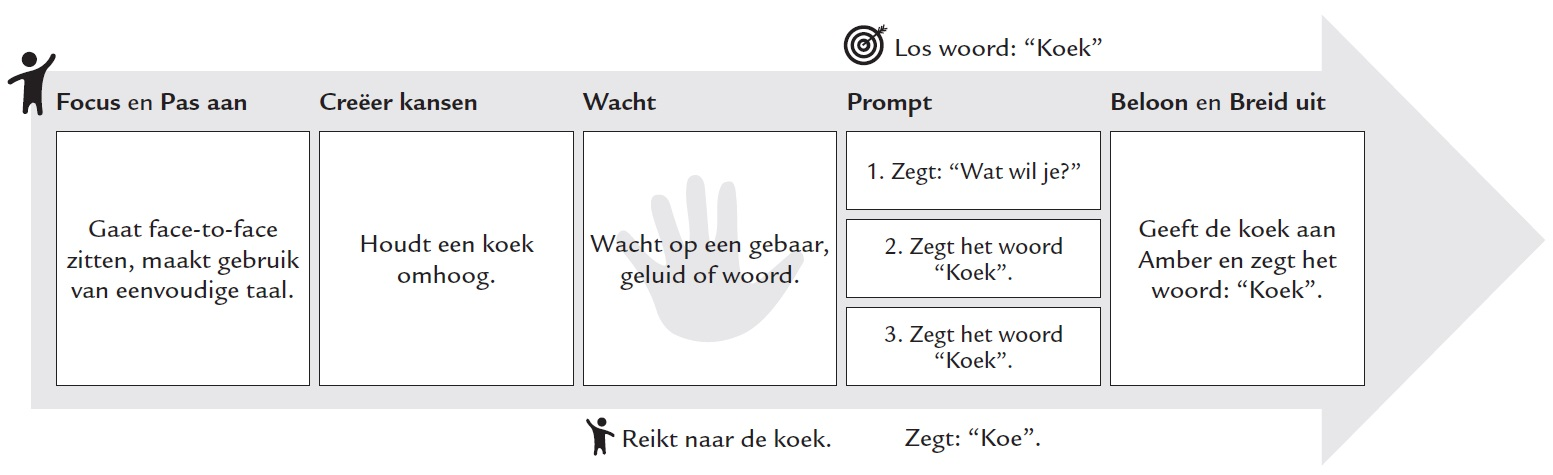 Los woord: “Koek”
Focus en Pas aan
Creëer kansen
Wacht
Prompt
Beloon en Breid uit
Gaat face-to-face
zitten, maakt gebruik
van eenvoudige taal.
Houdt een koek
omhoog.
Wacht op een gebaar,
geluid of woord.
1. Zegt: “Wat wil je?”
2. Zegt het woord
“Koek”.
3. Zegt het woord
“Koek”.
Geeft de koek aan
Amber en zegt het
woord: “Koek”.
Reikt naar de koek.
Zegt: “Koe”.